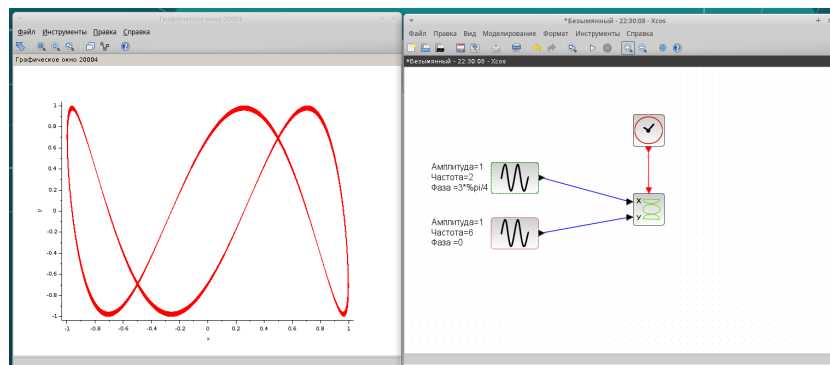 Графическое окно 20004
Файл Инструменты Правка Справка
Графическое окно 20004
1
0.8
0.6
0.4
0.2
0
-0.2
-0.4
-0.6
-0.8
-1
y
-1 -0.8 -0.6 -0.4 -0.2 0 0.2 0.4 0.6 0.8 1
x
*Безымянный - 22:30:08 - Xcos
Файл Правка Вид Моделирование Формат Инструменты Справка
*Безымянный - 22:30:08 - Xcos
Амплитуда=1
Частота=2
Фаза =3*%pi/4
Амплитуда=1
Частота=6
Фаза =0
X
У